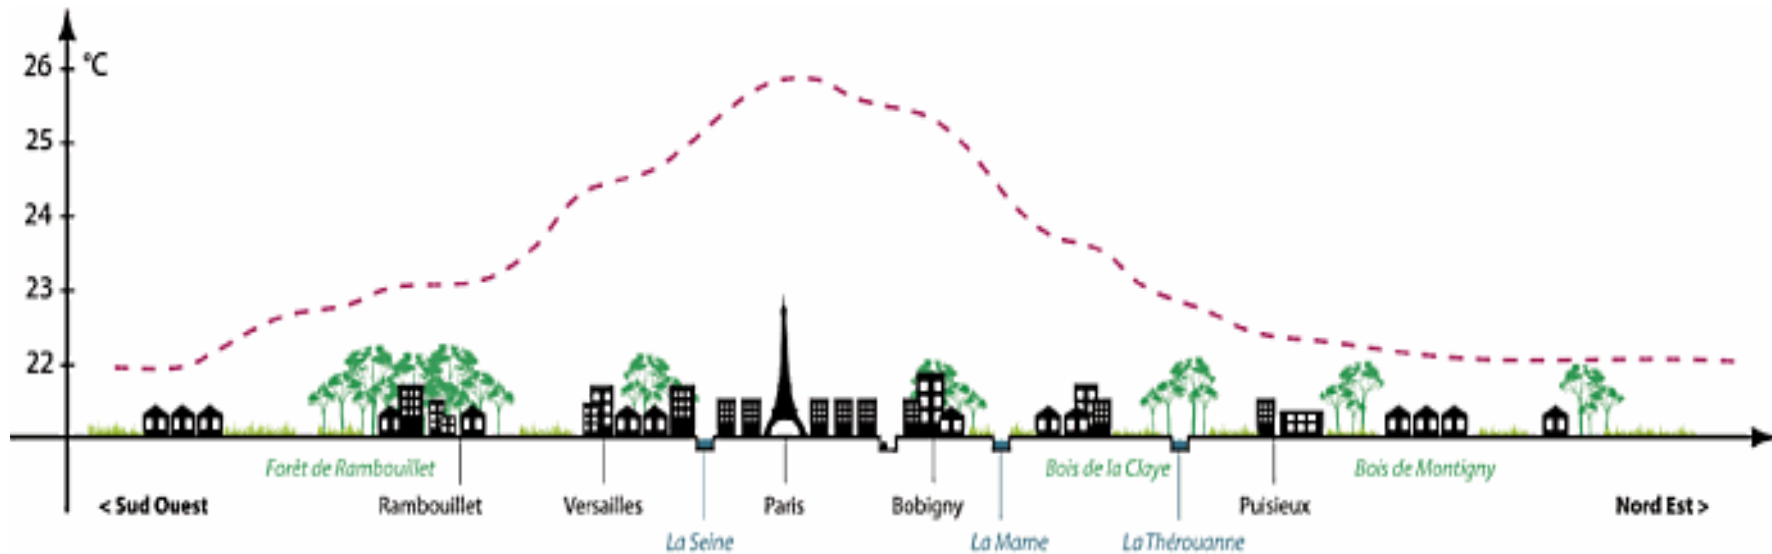 26 °C
25
24
23
22
Forêt de Rambouillet
Bois de la Claye
Bois de Montigny
< Sud Ouest
Rambouillet
Versailles
Paris
Bobigny
Puisieux
Nord Est >
La Seine
La Marne
La Thérouanne